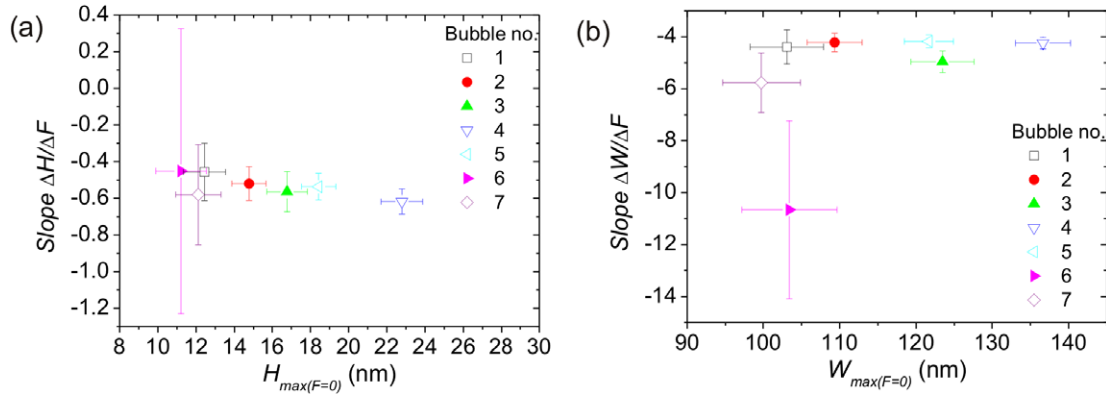 (a)
Slope ΔH/ΔF
0.4
0.2
0.0
-0.2
-0.4
-0.6
-0.8
-1.0
-1.2
8 10 12 14 16 18 20 22 24 26 28 30
H_max(F=0) (nm)
Bubble no.
1
2
3
4
5
6
7
(b)
Slope ΔW/ΔF
-4
-6
-8
-10
-12
-14
90 100 110 120 130 140
W_max(F=0) (nm)
Bubble no.
1
2
3
4
5
6
7